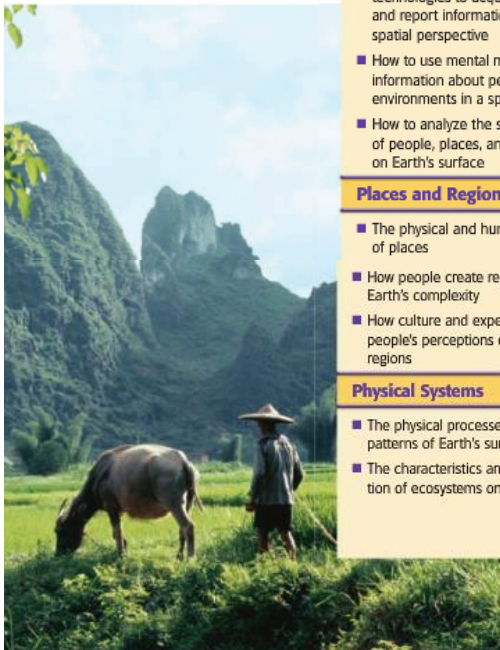 and report informati
spatial perspective
■ How to use mental m
information about pe
environments in a sp
■ How to analyze the s
of people, places, an
on Earth's surface
Places and Region
■ The physical and hur
of places
■ How people create re
Earth's complexity
■ How culture and expe
people's perceptions
regions
Physical Systems
■ The physical processe
patterns of Earth's su
■ The characteristics an
tion of ecosystems on